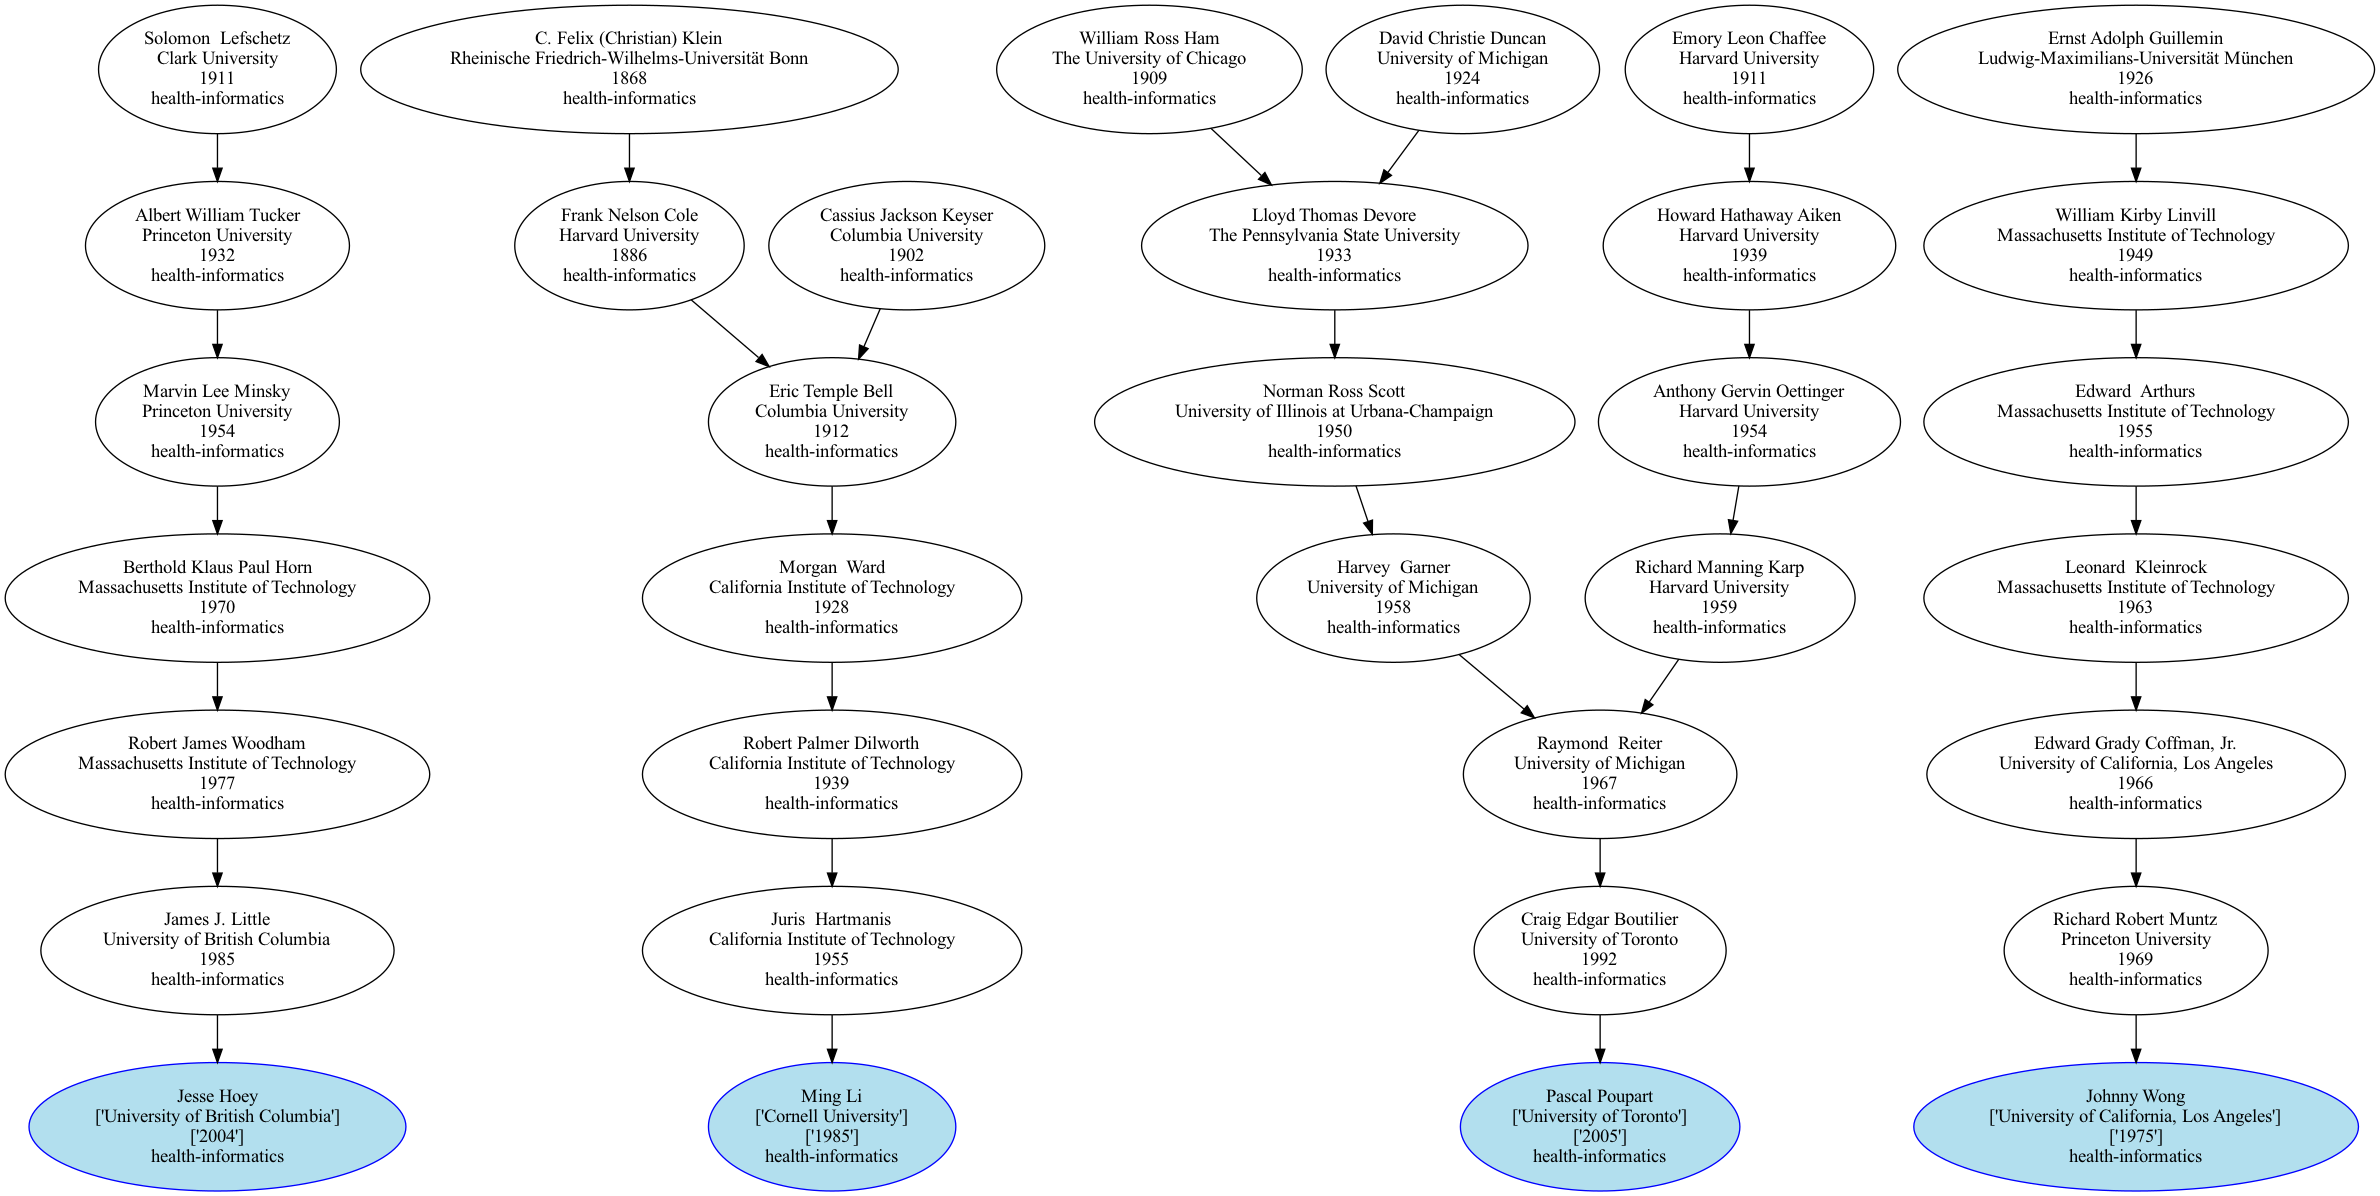 Solomon  Lefschetz
Clark University
1911
health-informatics
C. Felix (Christian) Klein
Rheinische Friedrich-Wilhelms-Universität Bonn
1868
health-informatics
William Ross Ham
The University of Chicago
1909
health-informatics
David Christie Duncan
University of Michigan
1924
health-informatics
Emory Leon Chaffee
Harvard University
1911
health-informatics
Ernst Adolph Guillemin
Ludwig-Maximilians-Universität München
1926
health-informatics
Albert William Tucker
Princeton University
1932
health-informatics
Frank Nelson Cole
Harvard University
1886
health-informatics
Cassius Jackson Keyser
Columbia University
1902
health-informatics
Lloyd Thomas Devore
The Pennsylvania State University
1933
health-informatics
Howard Hathaway Aiken
Harvard University
1939
health-informatics
William Kirby Linvill
Massachusetts Institute of Technology
1949
health-informatics
Marvin Lee Minsky
Princeton University
1954
health-informatics
Eric Temple Bell
Columbia University
1912
health-informatics
Norman Ross Scott
University of Illinois at Urbana-Champaign
1950
health-informatics
Anthony Gervin Oettinger
Harvard University
1954
health-informatics
Edward  Arthurs
Massachusetts Institute of Technology
1955
health-informatics
Berthold Klaus Paul Horn
Massachusetts Institute of Technology
1970
health-informatics
Morgan  Ward
California Institute of Technology
1928
health-informatics
Harvey  Garner
University of Michigan
1958
health-informatics
Richard Manning Karp
Harvard University
1959
health-informatics
Leonard  Kleinrock
Massachusetts Institute of Technology
1963
health-informatics
Robert James Woodham
Massachusetts Institute of Technology
1977
health-informatics
Robert Palmer Dilworth
California Institute of Technology
1939
health-informatics
Raymond  Reiter
University of Michigan
1967
health-informatics
Edward Grady Coffman, Jr.
University of California, Los Angeles
1966
health-informatics
James J. Little
University of British Columbia
1985
health-informatics
Juris  Hartmanis
California Institute of Technology
1955
health-informatics
Craig Edgar Boutilier
University of Toronto
1992
health-informatics
Richard Robert Muntz
Princeton University
1969
health-informatics
Jesse Hoey
['University of British Columbia']
['2004']
health-informatics
Ming Li
['Cornell University']
['1985']
health-informatics
Pascal Poupart
['University of Toronto']
['2005']
health-informatics
Johnny Wong
['University of California, Los Angeles']
['1975']
health-informatics